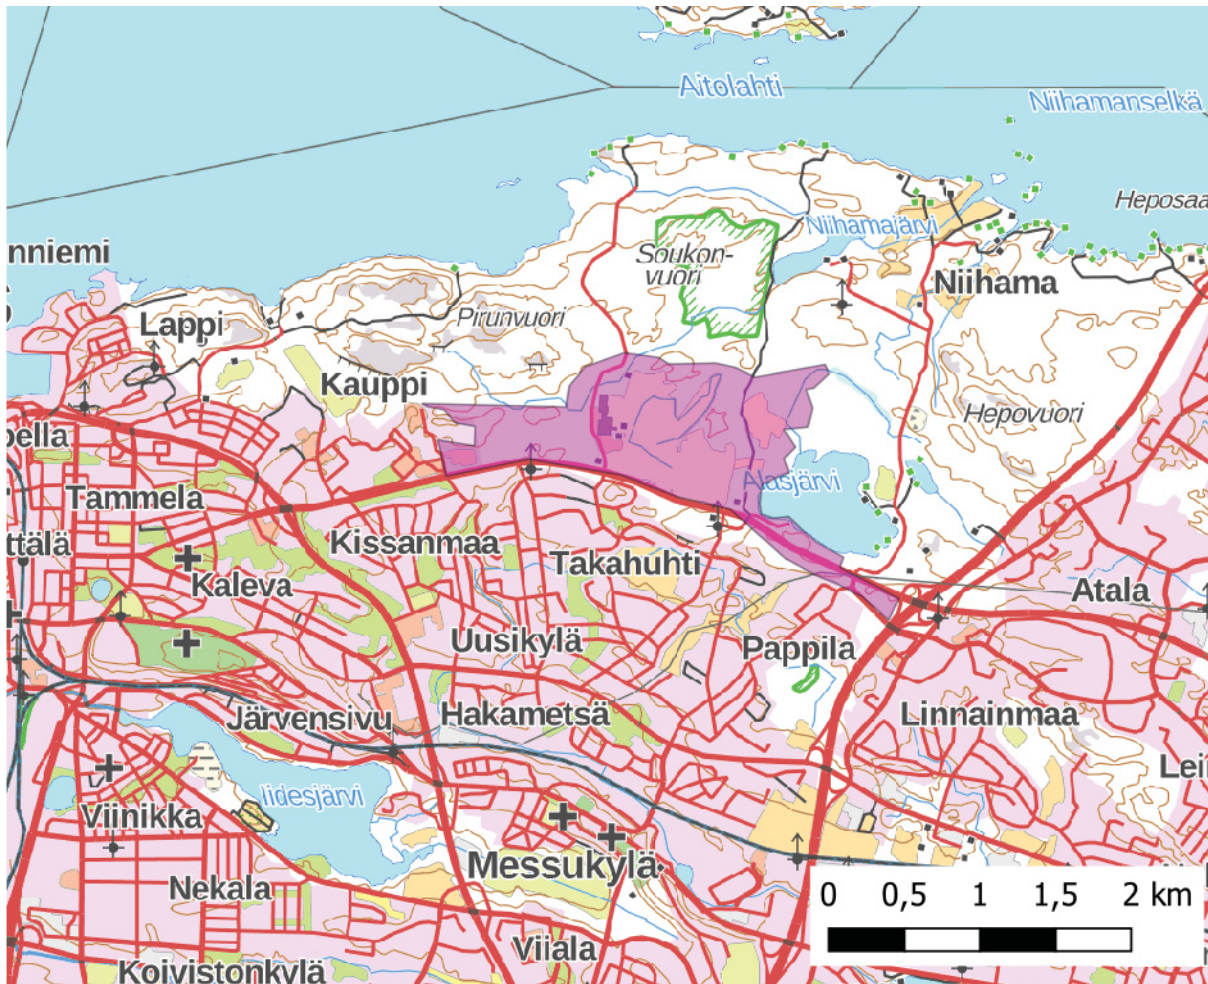 Aitolahti
Niihamanselkä
Heposaa
Niihamajärvi
nniemi
Soukon-
vuori
Niihama
Lappi
Pirunvuori
Kauppi
Hepovuori
pella
Alasjärvi
Tammela
ttälä
Kissanmaa
Takahuhti
Kaleva
Atala
Uusikylä
Pappila
Järvensivu
Hakametsä
Linnainmaa
Lei
Iidesjärvi
Viinikka
Messukylä
Nekala
0 0,5 1 1,5 2 km
Viiala
Koivistonkylä